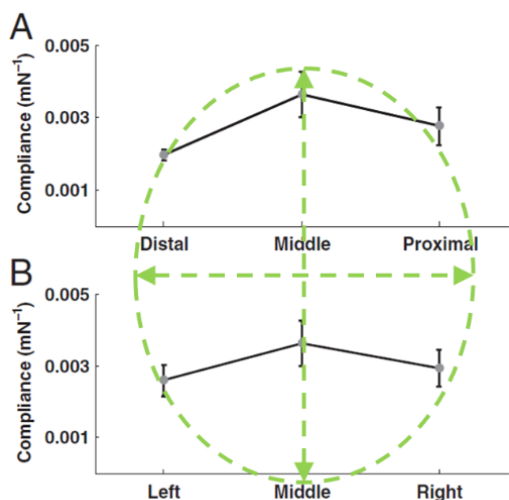 A
Compliance (mN⁻¹)
0.005
0.003
0.001
Distal Middle Proximal
B
Compliance (mN⁻¹)
0.005
0.003
0.001
Left Middle Right